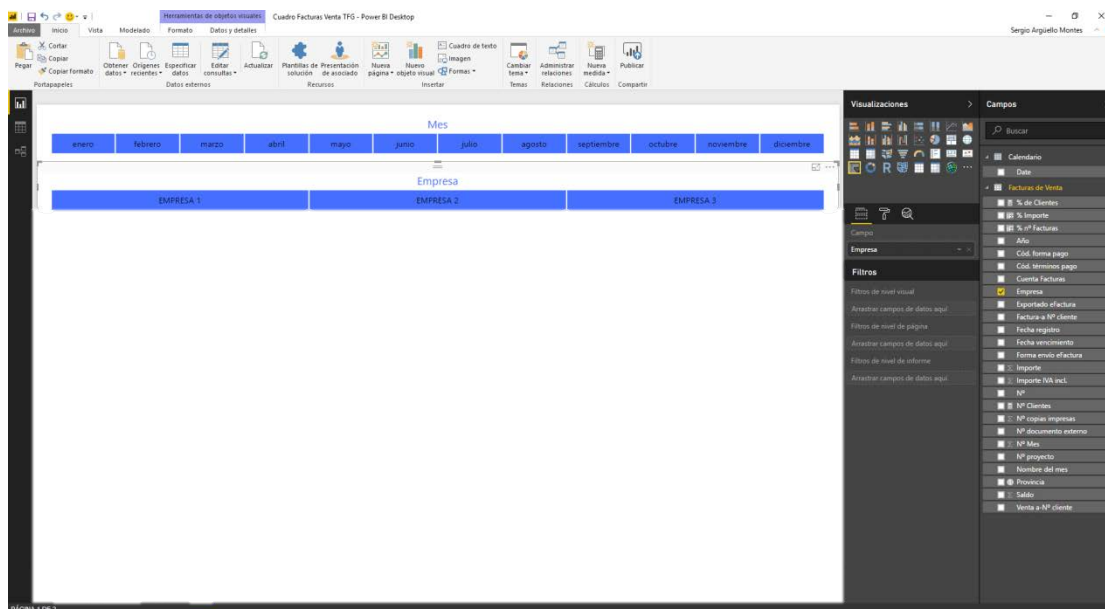 Herramientas de objetos visuales
Cuadro Facturas Venta TFG - Power BI Desktop
Archivo Inicio Vista Modelado Formato Datos y detalles
Sergio Argüello Montes
Pegar
Cortar
Copiar
Copiar formato
Portapapeles
Obtener datos
Orígenes recientes
Especificar datos
Editar consultas
Actualizar
Datos externos
Plantillas de solución
Presentación de asociado
Recursos
Nueva página
Nuevo objeto visual
Cuadro de texto
Imagen
Formas
Insertar
Cambiar tema
Temas
Administrar relaciones
Relaciones
Nueva medida
Cálculos
Publicar
Compartir
Mes
enero febrero marzo abril mayo junio julio agosto septiembre octubre noviembre diciembre
Empresa
EMPRESA 1 EMPRESA 2 EMPRESA 3
Visualizaciones
Campo
Empresa
Filtros
Filtros de nivel visual
Arrastrar campos de datos aquí
Filtros de nivel de página
Arrastrar campos de datos aquí
Filtros de nivel de informe
Arrastrar campos de datos aquí
Campos
Buscar
Calendario
Date
Facturas de Venta
% de Clientes
% Importe
% nº Facturas
Año
Cód. forma pago
Cód. términos pago
Cuenta Facturas
Empresa
Exportado efactura
Factura-a Nº cliente
Fecha registro
Fecha vencimiento
Forma envío efactura
Importe
Importe IVA incl.
Nº
Nº Clientes
Nº copias impresas
Nº documento externo
Nº Mes
Nº proyecto
Nombre del mes
Provincia
Saldo
Venta a-Nº cliente